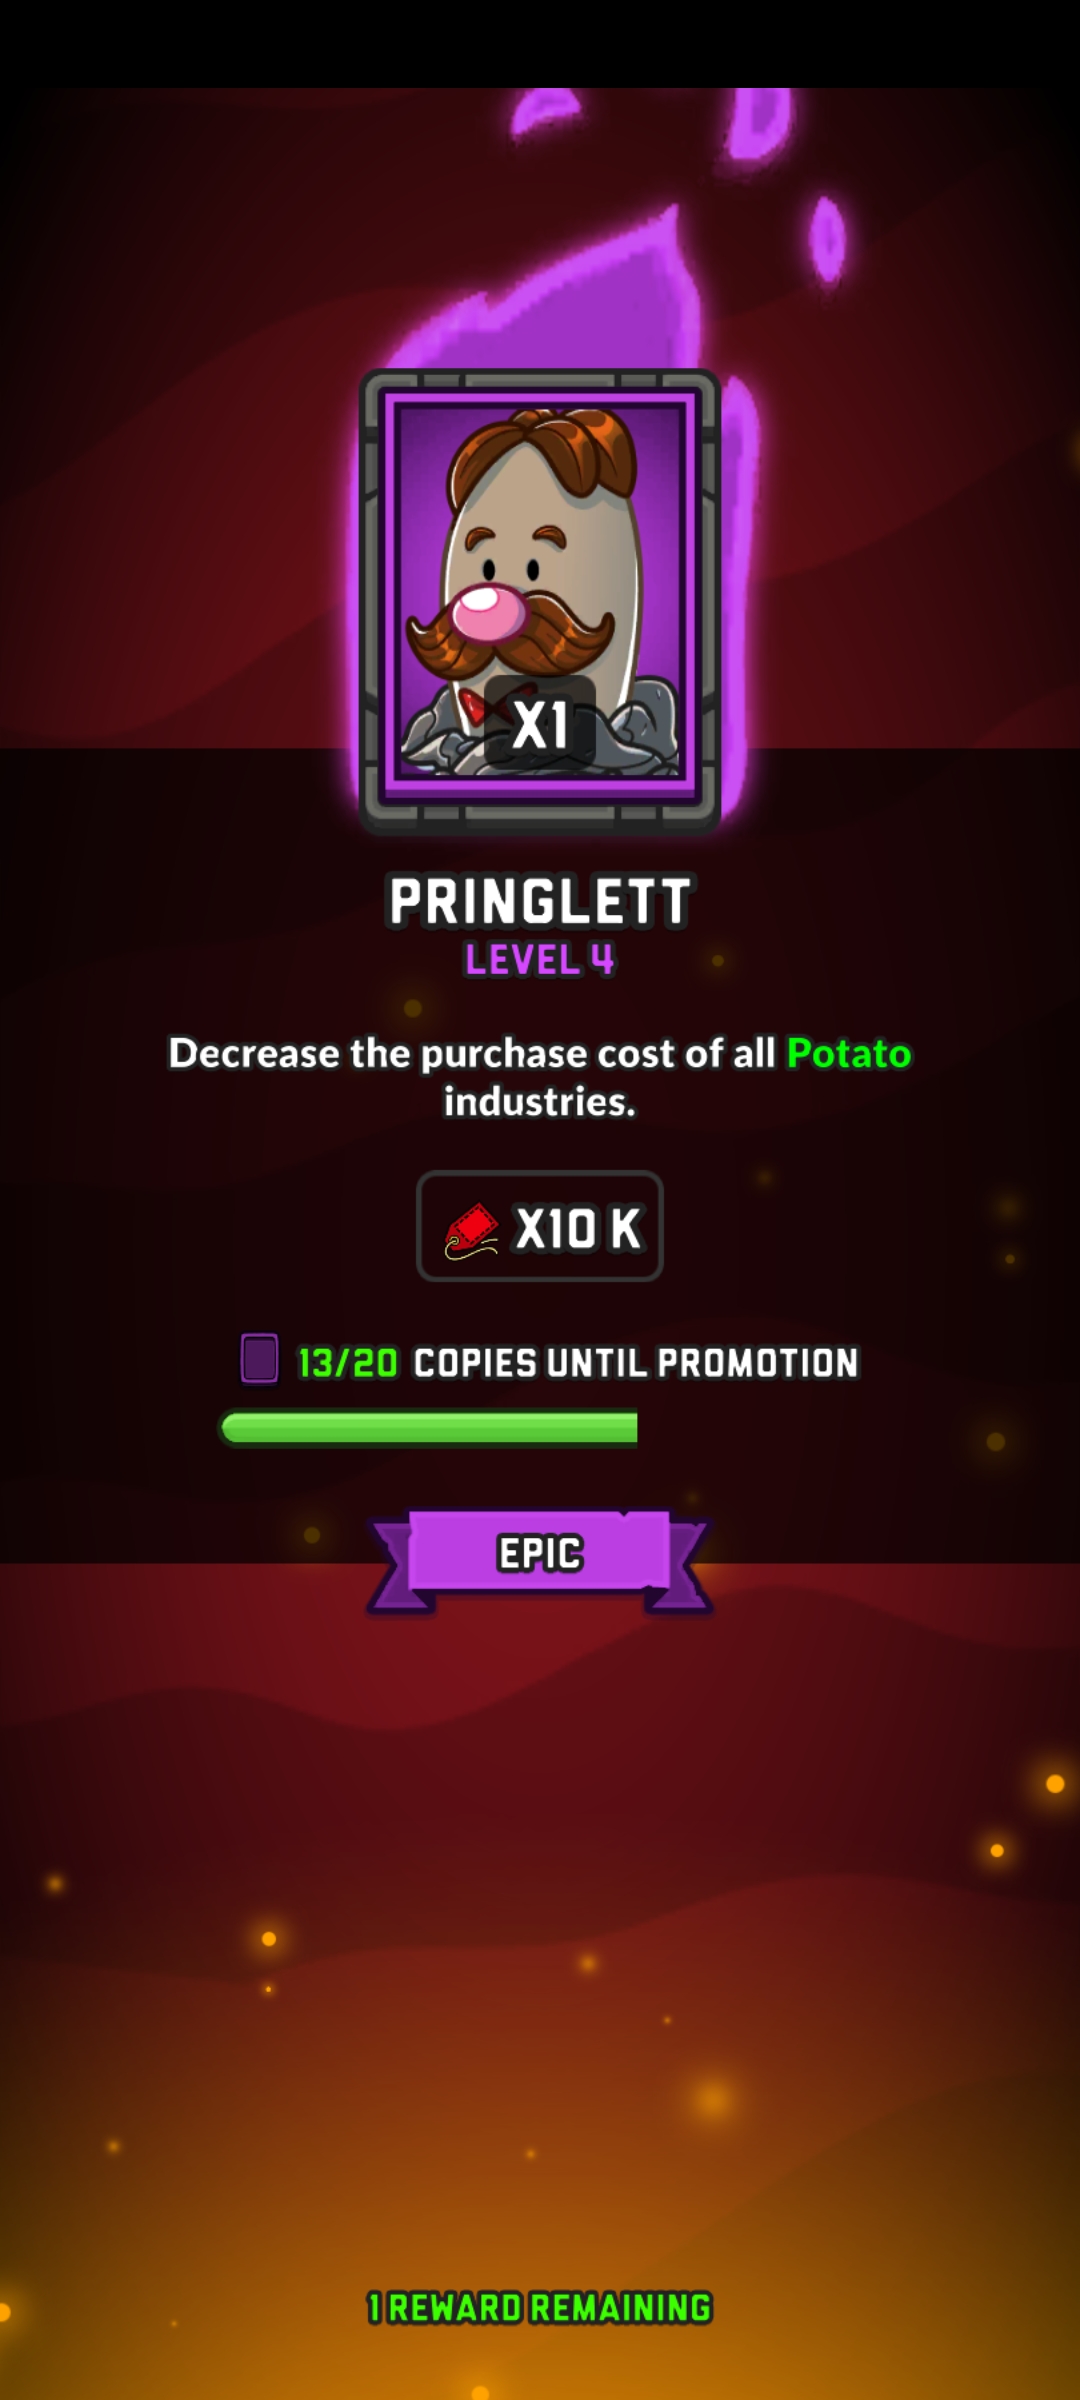 X1
PRINGLETT
LEVEL 4
Decrease the purchase cost of all Potato
industries.
X10 K
13/20 COPIES UNTIL PROMOTION
EPIC
1 REWARD REMAINING